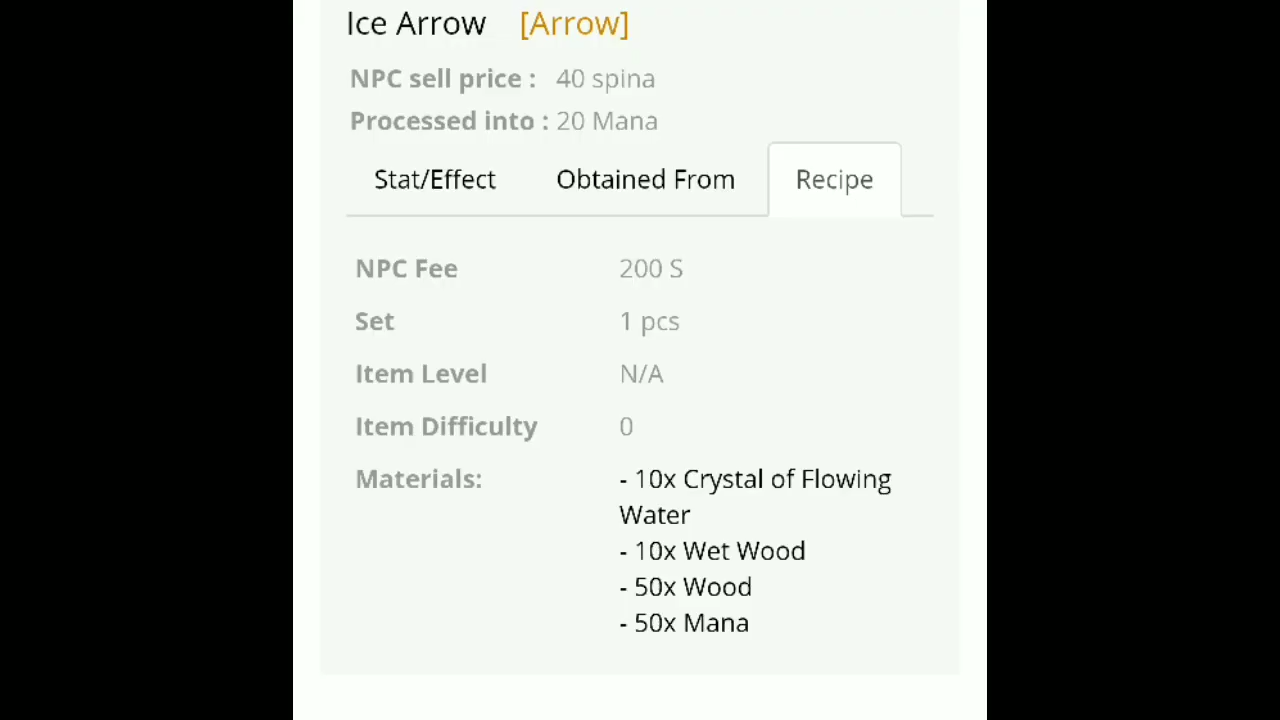 Ice Arrow [Arrow]
NPC sell price : 40 spina
Processed into : 20 Mana
Stat/Effect Obtained From Recipe
NPC Fee 200 S
Set 1 pcs
Item Level N/A
Item Difficulty 0
Materials: - 10x Crystal of Flowing
Water
- 10x Wet Wood
- 50x Wood
- 50x Mana